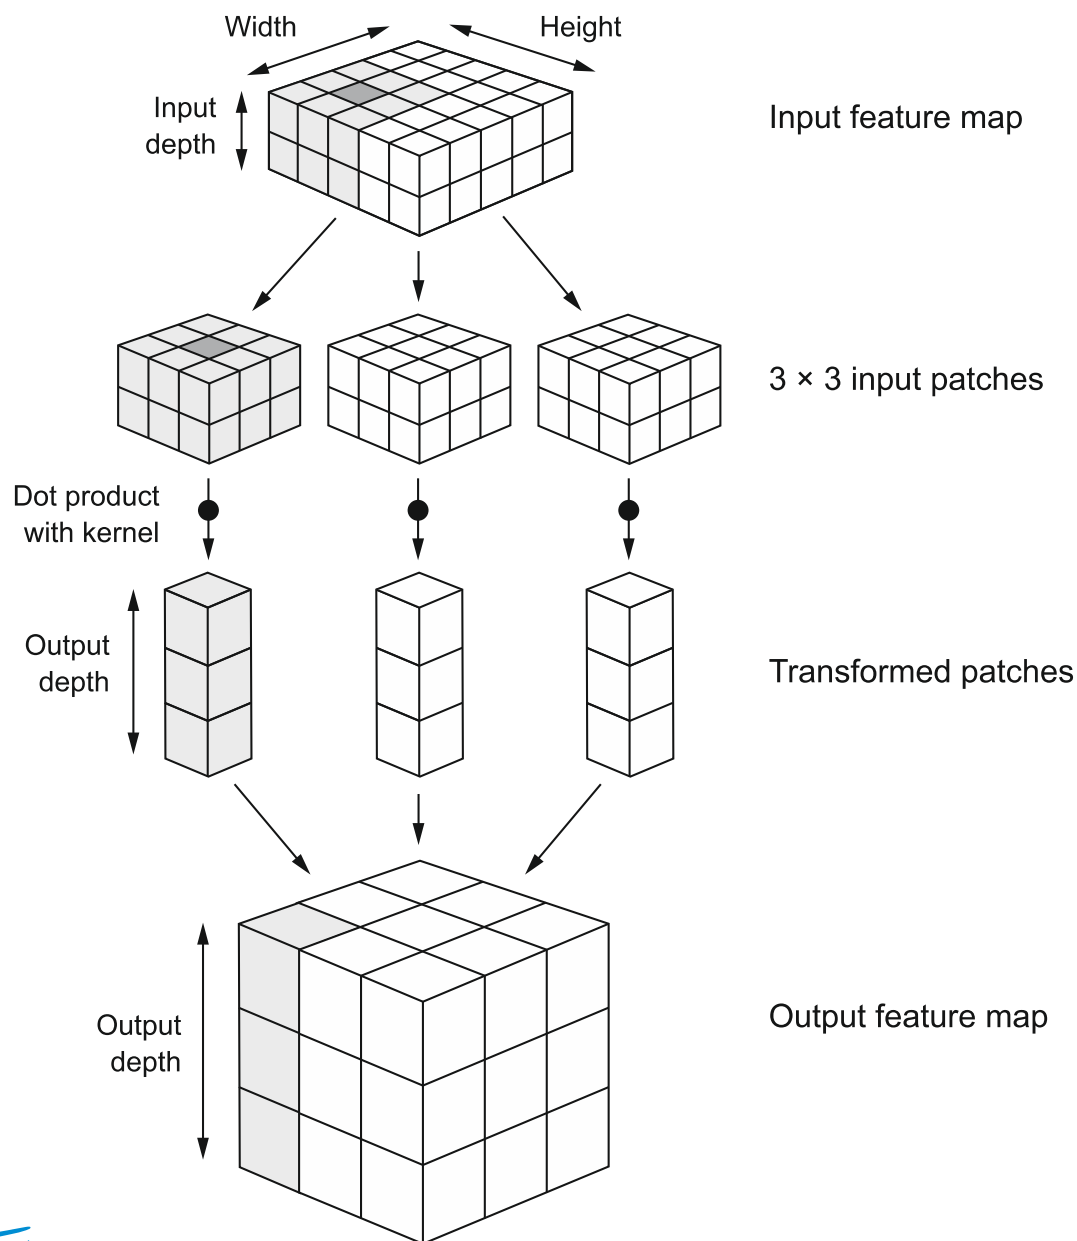 Width
Height
Input
depth
Input feature map
3 × 3 input patches
Dot product
with kernel
Output
depth
Transformed patches
Output
depth
Output feature map